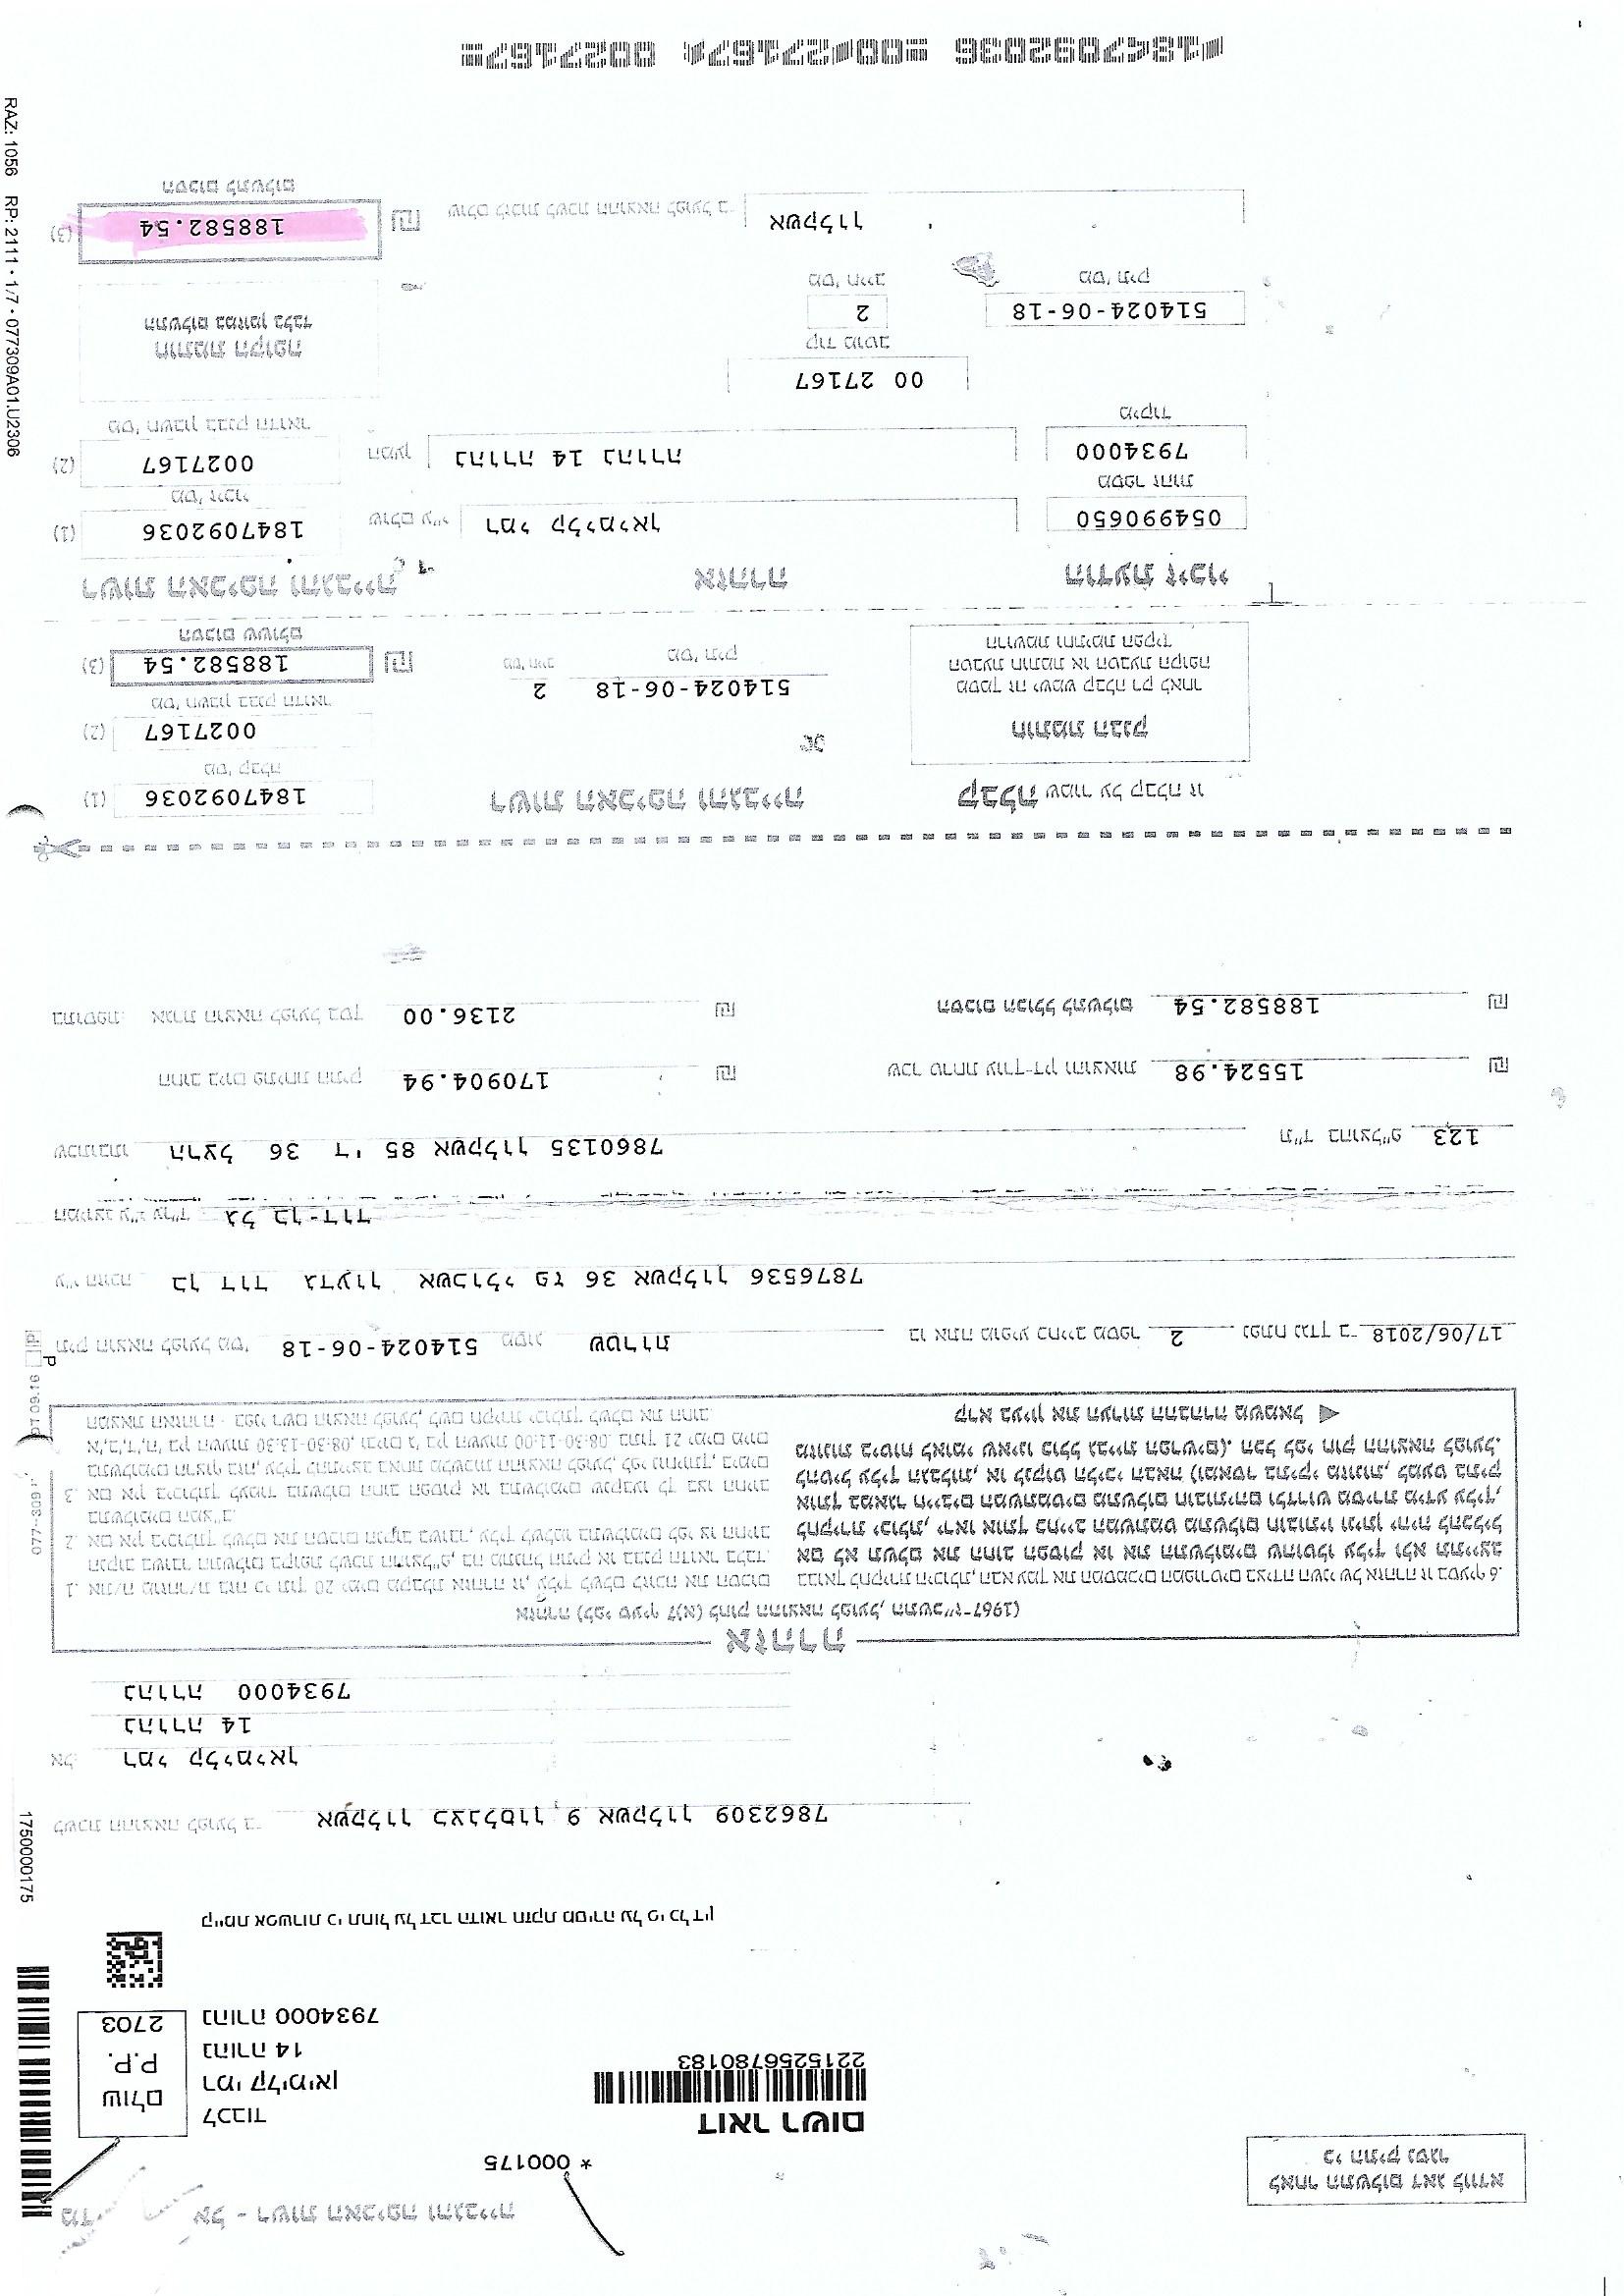 אל - רשות האכיפה והגבייה
לאחר התשלום דאג לוודא
כי התיק נסגר
* 000175
דואר רשום
2215256780183
לכבוד
רמי קלימיאן
נהורה 14
נהורה 7934000
שולם
P.P.
2703
1750000175
קיימת אפשרות כי תחול על דבר הדואר חזקת מסירה על פי כל דין
לשכת ההוצאה לפועל ב־ אשקלון כצנלסון 9 אשקלון 7862309
אל: רמי קלימיאן
נהורה 14
נהורה 7934000
אזהרה
אזהרה (לפי סעיף 7(א) לחוק ההוצאה לפועל, התשכ"ז־1967)
1. את/ה מוזהר/ת בזה כי תוך 20 ימים מקבלת אזהרה זו, עליך לשלם לזוכה את הסכום
הנקוב בשובר התשלום בקופת לשכת ההוצל"פ, בה מתנהל התיק או בבנק הדואר בלבד.
2. אם אין ביכולתך לשלם את הסכום הנקוב בשובר, עליך לשלמו בתשלומים לפי צו החיוב
בתשלומים המצ"ב.
3. אם אין ביכולתך לעמוד בתשלום החוב הפסוק או בתשלומים שנקבעו לך בצו החיוב
בתשלומים הרצוף בזה, עליך להתייצב באחת מלשכות ההוצאה לפועל, לפי נוחיותך, בימים
א',ב',ד',ה' בין השעות 08:30-13:30, וביום ג' בין השעות 08:30-11:00. בתוך 21 ימים מיום
המצאת האזהרה - בפני רשם הוצאה לפועל, לשם חקירת יכולתך לשלם את החוב.
בבואך לחקירת היכולת, הבא עמך את המסמכים המפורטים בצידה השני של אזהרה זו בסעיף 6.
אם לא תשלם את החוב הפסוק או את התשלומים שהוטלו עליך ולא תתייצב
לחקירת יכולת, יראו אותך כחייב המשתמט מתשלום חובותיו וניתן יהיה להכליל
אותך במאגר חייבים המשתמטים מתשלום חובותיהם ולדרוש מסירת מידע עליך,
להטיל עליך הגבלות, או לנקוט הליכי הבאה (ומאסר בתיקי מזונות, למעט בתיק
מזונות ביטוח לאומי שאינו כולל גביית הפרשים). הכל לפי חוק ההוצאה לפועל.
קרא בעיון את הערות ההבהרה משמאל
תיק הוצאה לפועל מס' 514024-06-18 מסוג שטרות בו אתה מופיע כחייב מספר 2 נפתח נגדך ב־ 17/06/2018
ע"י הזוכה בן דוד גדעון אשכולי פז 36 אשקלון 7876536
המיוצג ע"י עו"ד גל בן-דוד
שכתובתו הרצל 36 די 85 אשקלון 7860135 ת"ד בהוצל"פ 123
החוב ביום פתיחת התיק 170904.94 ₪ שכר טרחת עורך-דין והוצאות 15524.98 ₪
בתוספת: אגרת הוצאה לפועל בסך 2136.00 ₪ הסכום הכולל לתשלום 188582.54 ₪
רשות האכיפה והגבייה
קבלה שמור על קבלה זו
(1) 1847092036
מס' קבלה
(2) 0027167
מס' חשבון בבנק הדואר
(3) 188582.54 ₪
הסכום ששולם
2 514024-06-18
מס' חייב מס' תיק
חותמת הבנק
מסמך זה ישמש קבלה רק לאחר
הטבעת חותמת או הטבעת הקופה
הרושמת וחתימת הפקיד
רשות האכיפה והגבייה אזהרה הודעת זיכוי
(1) 1847092036 שולם ע"י רמי קלימיאן 054990650
מס' זיכוי מספר זהות
(2) 0027167 המען נהורה 14 נהורה 7934000
מס' חשבון בבנק הדואר מיקוד
00 27167
קוד מוטב
חותמת הקופה
התשלום במזומן בלבד
2 514024-06-18
מס' חייב מס' תיק
(3) 188582.54 ₪ שולם לזכות לשכת ההוצאה לפועל ב־ אשקלון
הסכום לתשלום
1847092036 00 27167 0027167
RAZ: 1056 RP: 2111 • 1/7 • 077309A01.U2306